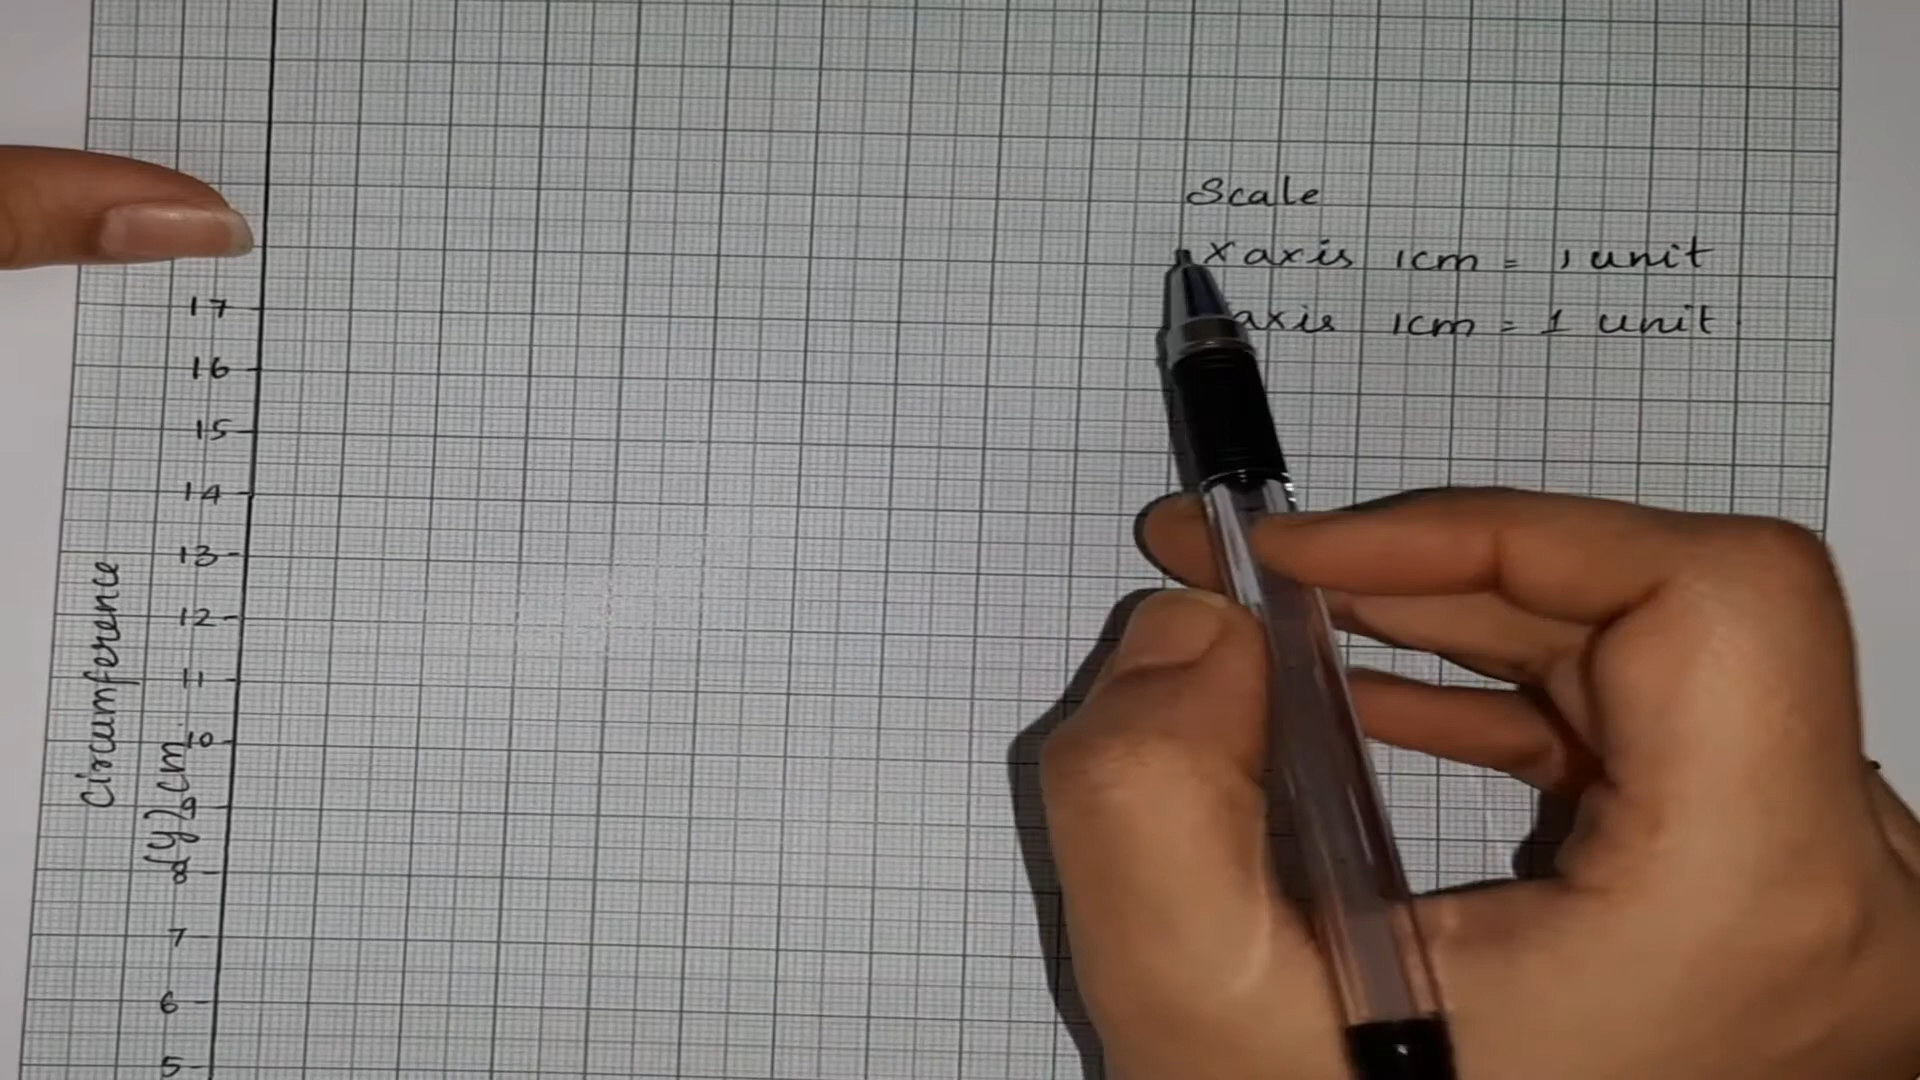 Scale
x axis 1cm = 1 unit
axis 1cm = 1 unit
17
16
15
14
13
12
11
10
9
8
7
6
5
Circumference
(y) cm